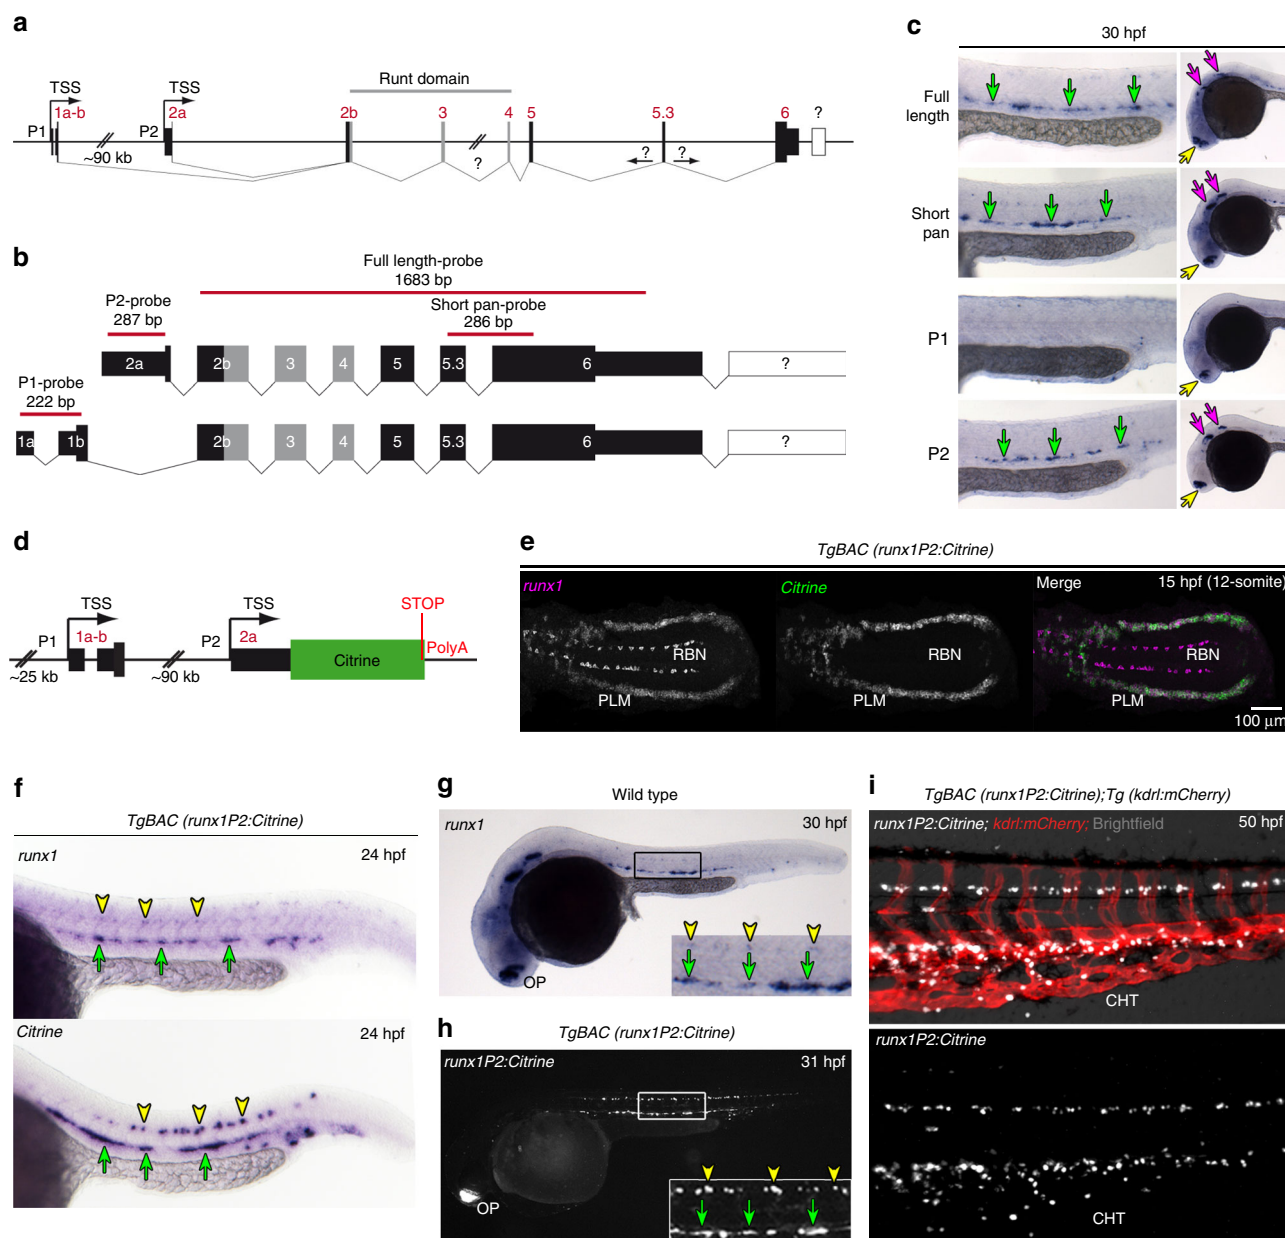 a
TSS
TSS
Runt domain
1a-b
2a
2b
3
4
5
5.3
6
?
P1
P2
~90 kb
?
?
?
b
Full length-probe
1683 bp
P2-probe
287 bp
Short pan-probe
286 bp
2a
2b
3
4
5
5.3
6
?
P1-probe
222 bp
1a
1b
2b
3
4
5
5.3
6
?
c
30 hpf
Full
length
Short
pan
P1
P2
d
TSS
TSS
STOP
P1
1a-b
P2
2a
PolyA
Citrine
~25 kb
~90 kb
e
TgBAC (runx1P2:Citrine)
runx1
Citrine
Merge
15 hpf (12-somite)
RBN
RBN
RBN
PLM
PLM
100 µm
f
TgBAC (runx1P2:Citrine)
runx1
24 hpf
Citrine
24 hpf
g
Wild type
runx1
30 hpf
OP
h
TgBAC (runx1P2:Citrine)
runx1P2:Citrine
31 hpf
OP
i
TgBAC (runx1P2:Citrine);Tg (kdrl:mCherry)
runx1P2:Citrine; kdrl:mCherry; Brightfield
50 hpf
CHT
runx1P2:Citrine
CHT